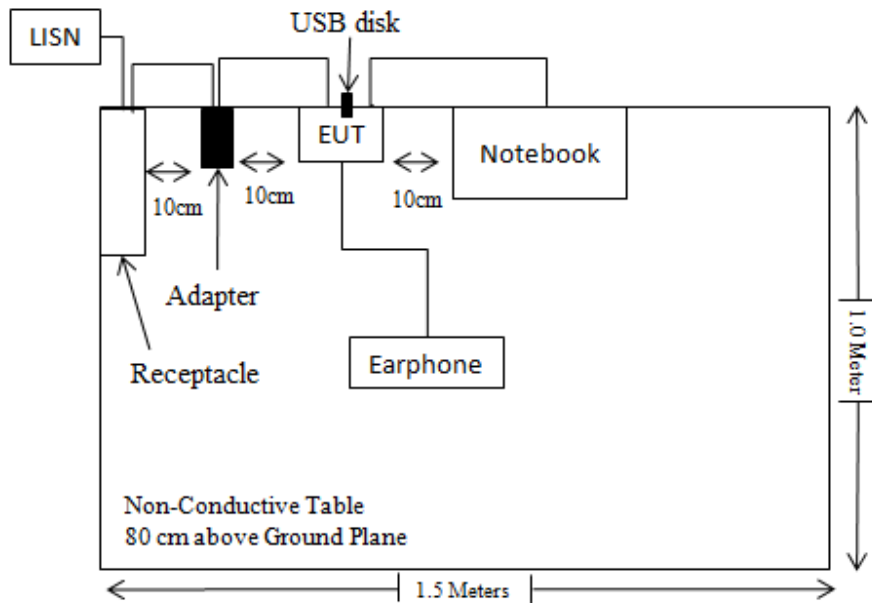 USB disk
LISN
EUT
Notebook
10cm
10cm
10cm
Adapter
Receptacle
Earphone
1.0 Meter
Non-Conductive Table
80 cm above Ground Plane
1.5 Meters